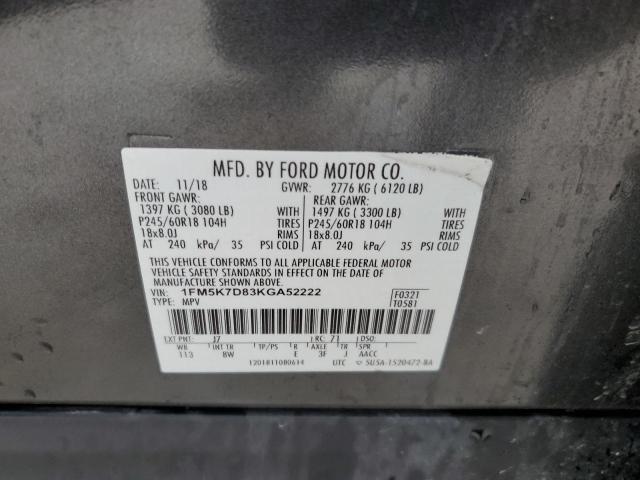 MFD. BY FORD MOTOR CO.
DATE: 11/18 GVWR: 2776 KG ( 6120 LB)
FRONT GAWR: REAR GAWR:
1397 KG ( 3080 LB) WITH 1497 KG ( 3300 LB) WITH
P245/60R18 104H TIRES P245/60R18 104H TIRES
18x8.0J RIMS 18x8.0J RIMS
AT 240 kPa/ 35 PSI COLD AT 240 kPa/ 35 PSI COLD
THIS VEHICLE CONFORMS TO ALL APPLICABLE FEDERAL MOTOR
VEHICLE SAFETY STANDARDS IN EFFECT ON THE DATE OF
MANUFACTURE SHOWN ABOVE.
VIN: 1FM5K7D83KGA52222 F0321
TYPE: MPV T0581
EXT PNT: J7 RC: 71 DSO:
WB INT TR TP/PS R AXLE TR SPR
113 8W E 3F J AACC
1201811080614 UTC 5U5A-1520472-BA